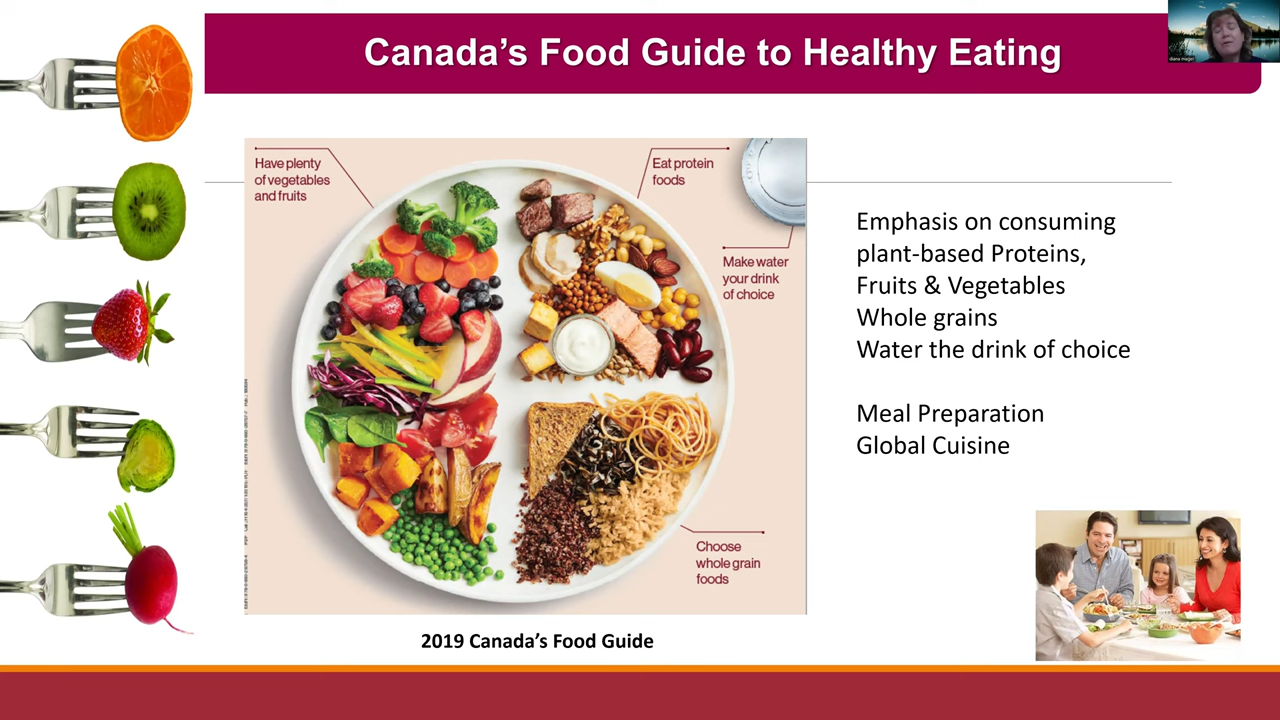 Canada's Food Guide to Healthy Eating
diana mager
Have plenty
of vegetables
and fruits
Eat protein
foods
Make water
your drink
of choice
Choose
whole grain
foods
2019 Canada's Food Guide
Emphasis on consuming
plant-based Proteins,
Fruits & Vegetables
Whole grains
Water the drink of choice
Meal Preparation
Global Cuisine